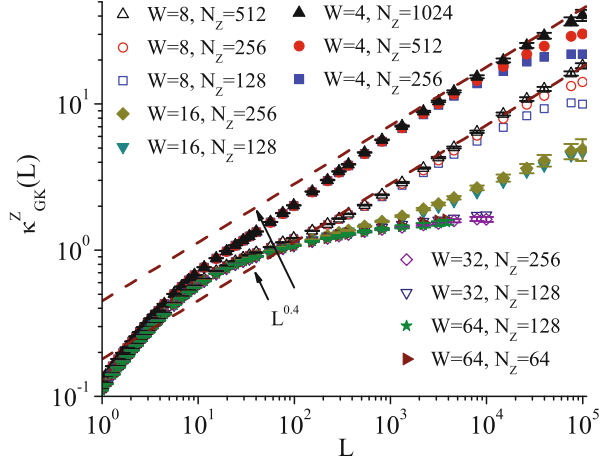 W=8, N_Z=512
W=8, N_Z=256
W=8, N_Z=128
W=16, N_Z=256
W=16, N_Z=128
W=4, N_Z=1024
W=4, N_Z=512
W=4, N_Z=256
W=32, N_Z=256
W=32, N_Z=128
W=64, N_Z=128
W=64, N_Z=64
L^0.4
κ^Z_GK(L)
10^1
10^0
10^-1
10^0 10^1 10^2 10^3 10^4 10^5
L